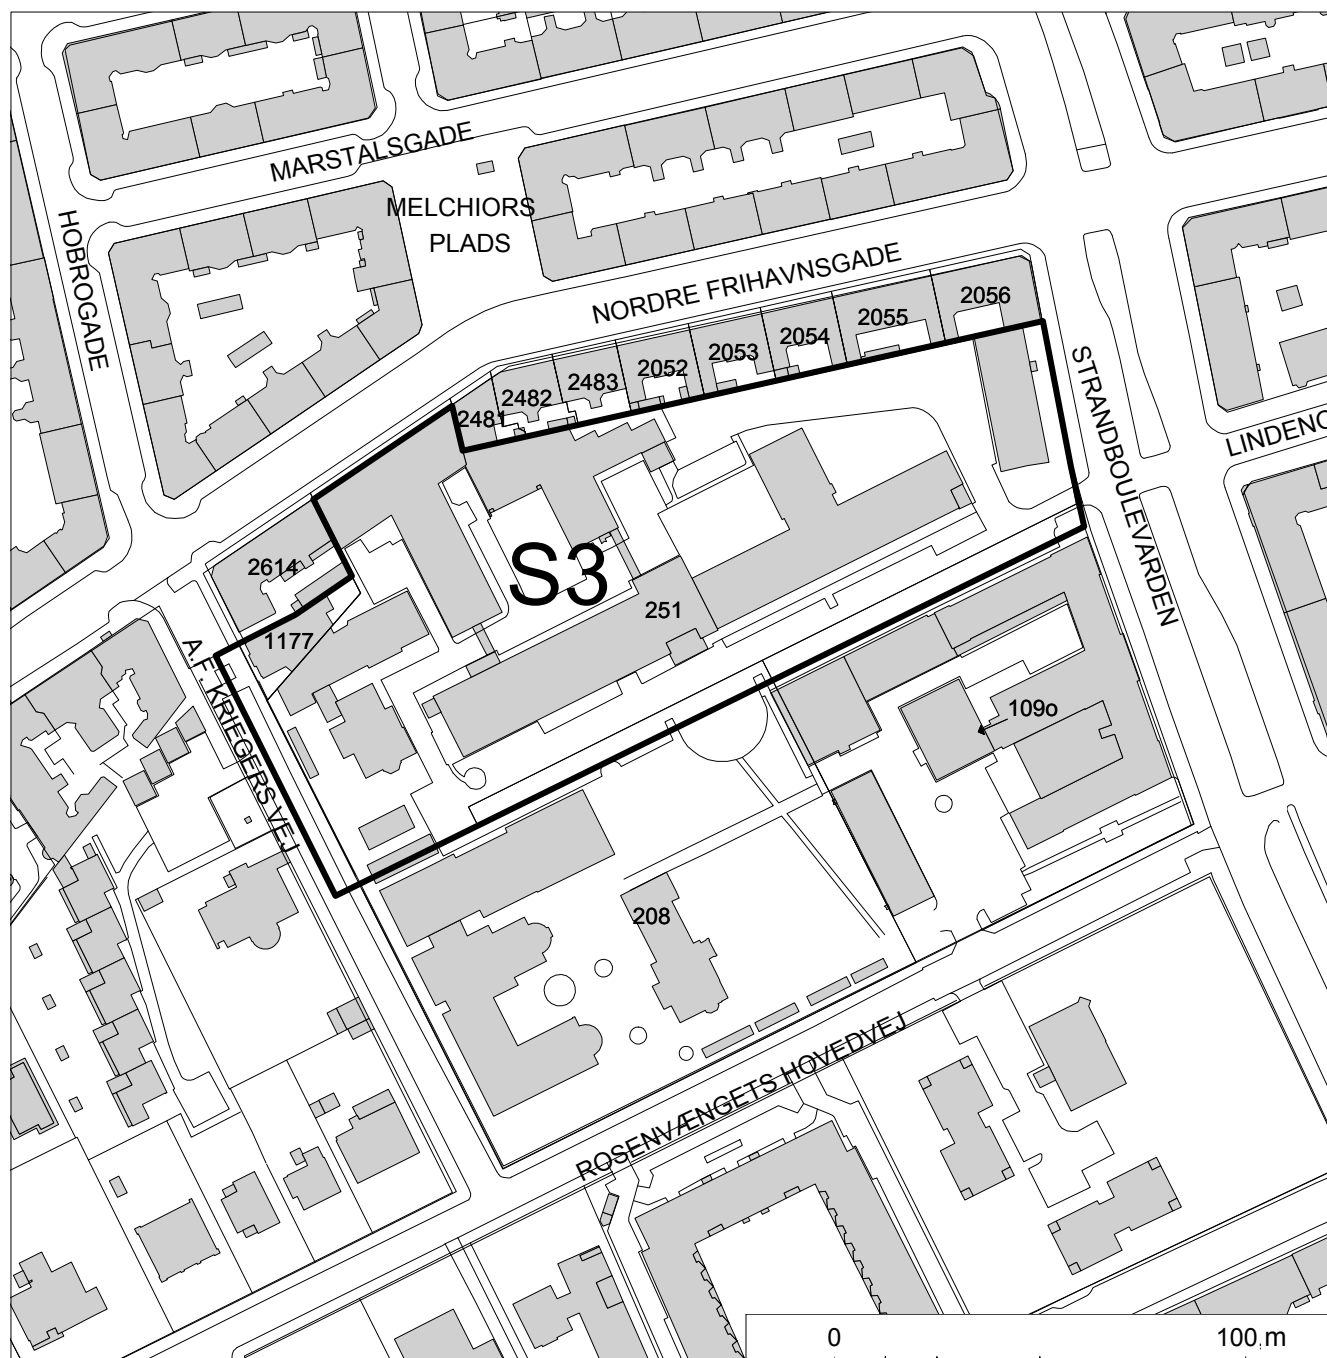 MARSTALSGADE
MELCHIORS
PLADS
HOBROGADE
NORDRE FRIHAVNSGADE
2056
2055
2054
2053
2052
2483
2482
2481
STRANDBOULEVARDEN
LINDENO
S3
2614
251
1177
A.F. KRIEGERS VEJ
109o
208
ROSENVÆNGETS HOVEDVEJ
0 100 m